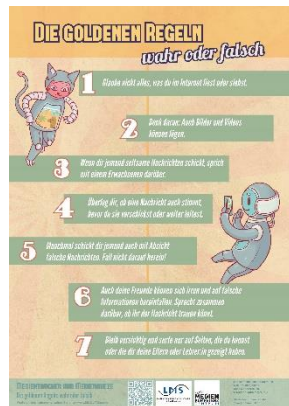 DIE GOLDENEN REGELN
wahr oder falsch
1
Glaube nicht alles, was du im Internet liest oder siehst.
2
Denk daran: Auch Bilder und Videos
können lügen.
3
Wenn dir jemand seltsame Nachrichten schickt, sprich
mit einem Erwachsenen darüber.
4
Überleg dir, ob eine Nachricht auch stimmt,
bevor du sie verschickst oder weiter teilst.
5
Manchmal schickt dir jemand auch mit Absicht
falsche Nachrichten. Fall nicht darauf herein!
6
Auch deine Freunde können sich irren und auf falsche
Informationen hereinfallen. Sprecht zusammen
darüber, ob ihr der Nachricht trauen könnt.
7
Bleib vorsichtig und surfe nur auf Seiten, die du kennst
oder die dir deine Eltern oder Lehrer:in gezeigt haben.
LMS
MEDIEN